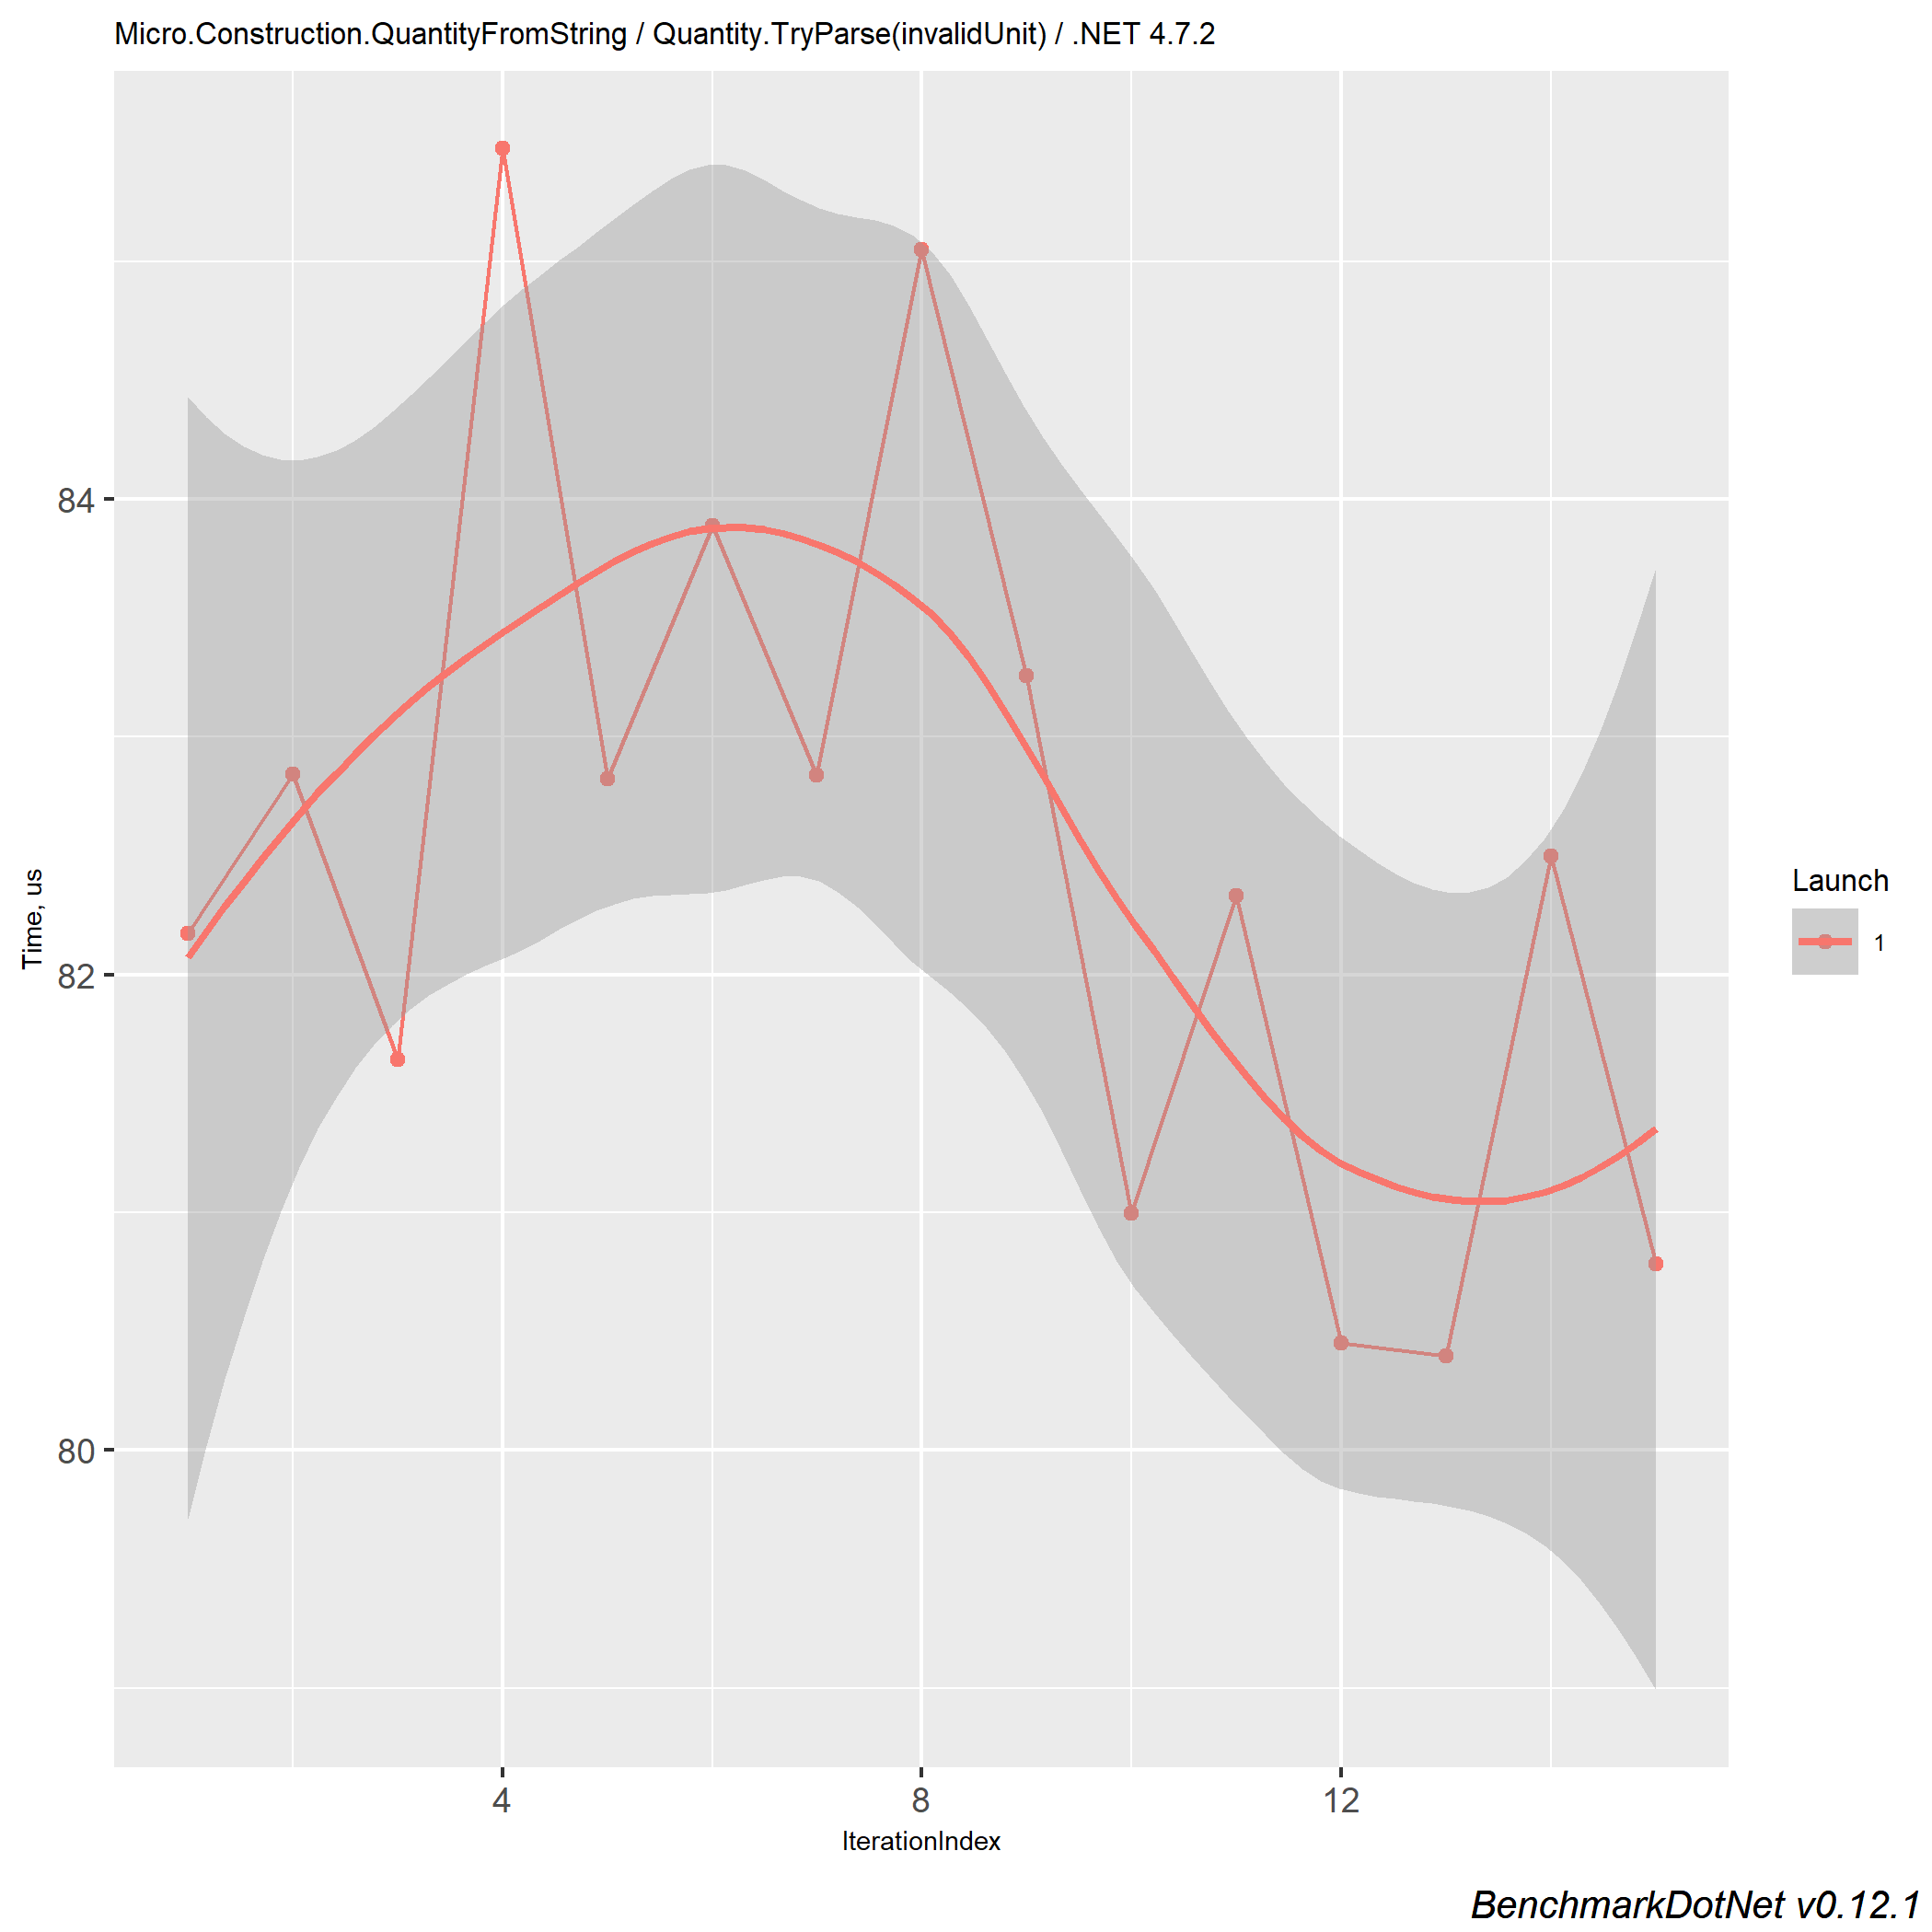 Micro.Construction.QuantityFromString / Quantity.TryParse(invalidUnit) / .NET 4.7.2
84
82
80
Time, us
4 8 12
IterationIndex
Launch
1
BenchmarkDotNet v0.12.1